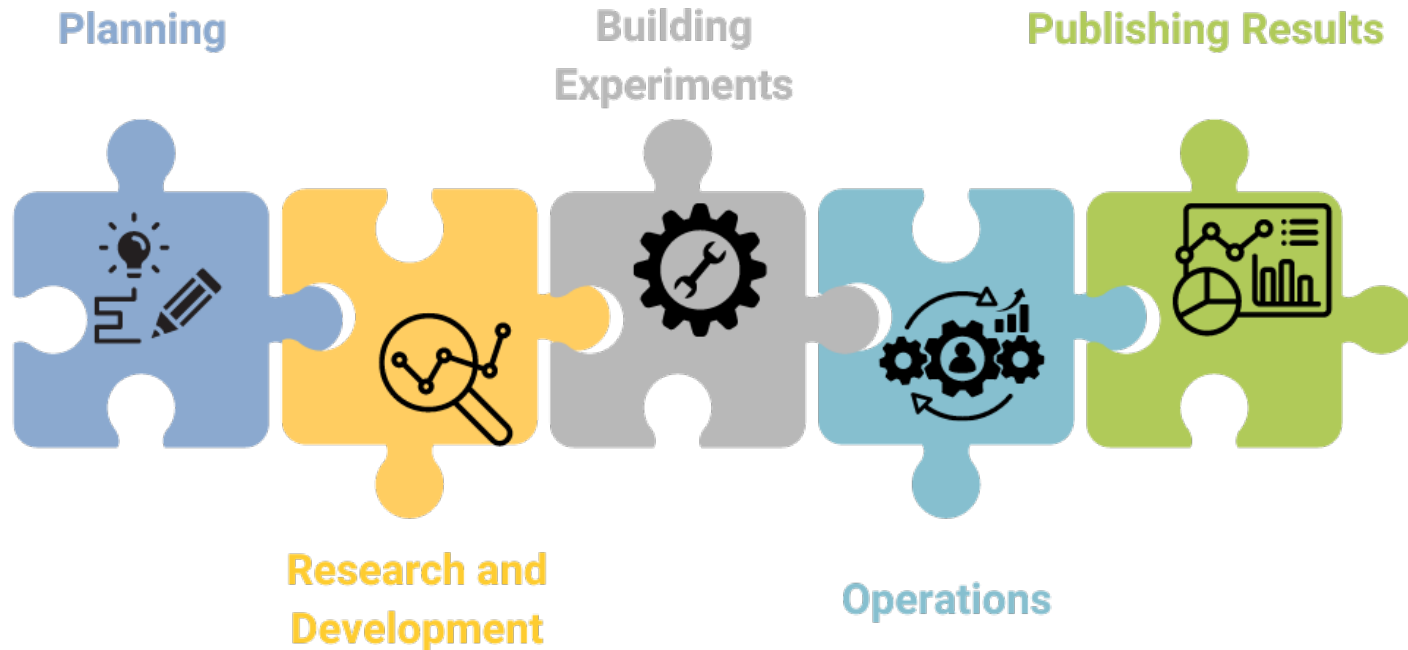 Planning
Research and
Development
Building
Experiments
Operations
Publishing Results